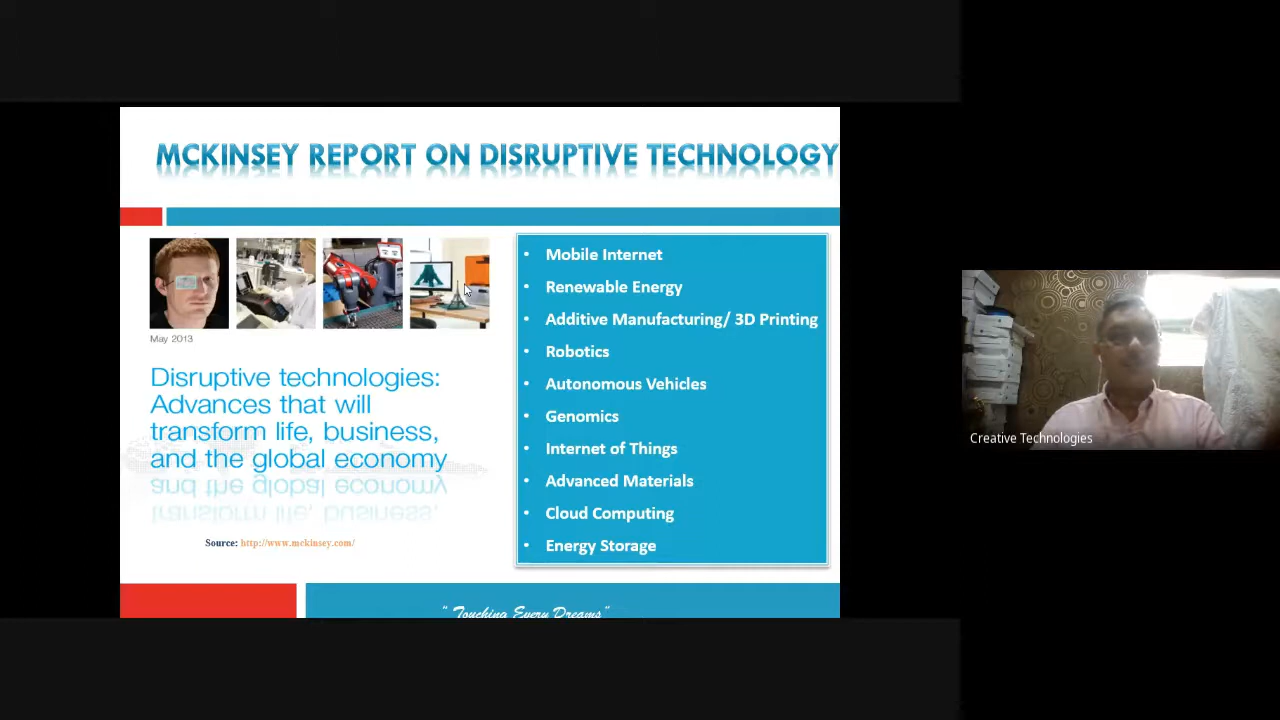 MCKINSEY REPORT ON DISRUPTIVE TECHNOLOGY
May 2013
Disruptive technologies:
Advances that will
transform life, business,
and the global economy
Source: http://www.mckinsey.com/
• Mobile Internet
• Renewable Energy
• Additive Manufacturing/ 3D Printing
• Robotics
• Autonomous Vehicles
• Genomics
• Internet of Things
• Advanced Materials
• Cloud Computing
• Energy Storage
" Touching Every Dreams"
Creative Technologies